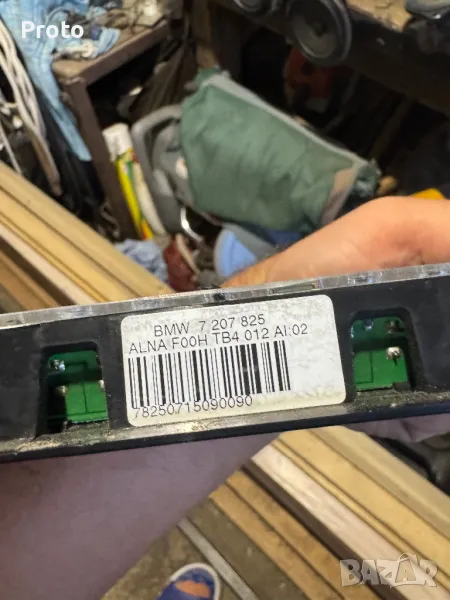 Proto
BMW 7 207 825
ALNA F00H TB4 012 AI:02
78250715090090
BAZAR